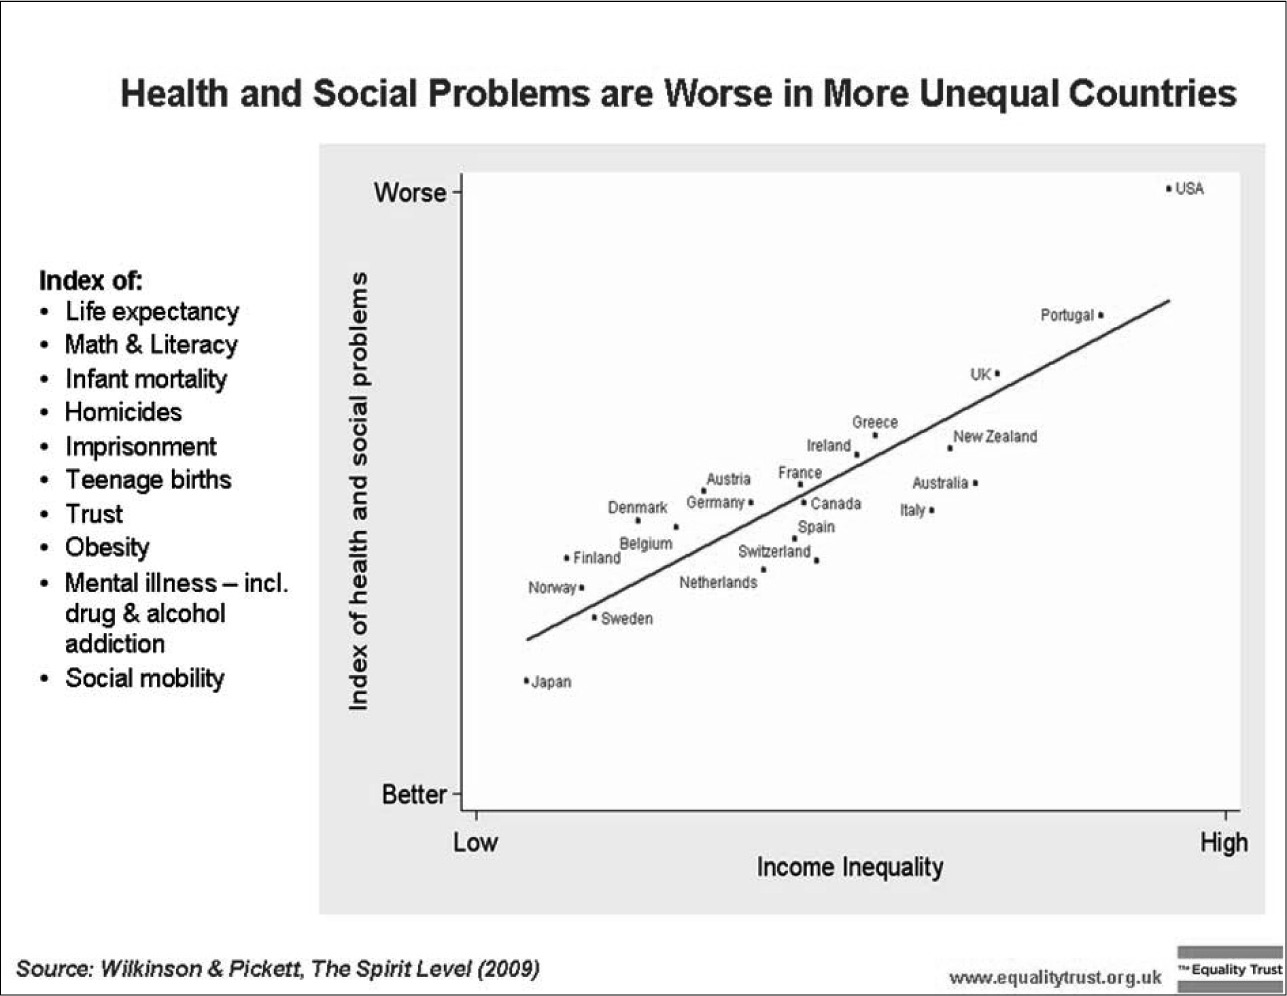 Health and Social Problems are Worse in More Unequal Countries
Index of:
• Life expectancy
• Math & Literacy
• Infant mortality
• Homicides
• Imprisonment
• Teenage births
• Trust
• Obesity
• Mental illness – incl.
drug & alcohol
addiction
• Social mobility
Worse
Index of health and social problems
Better
USA
Portugal
UK
Greece
New Zealand
Ireland
France
Australia
Austria
Germany
Canada
Italy
Denmark
Spain
Belgium
Switzerland
Finland
Netherlands
Norway
Sweden
Japan
Low
High
Income Inequality
Source: Wilkinson & Pickett, The Spirit Level (2009)
www.equalitytrust.org.uk
The Equality Trust